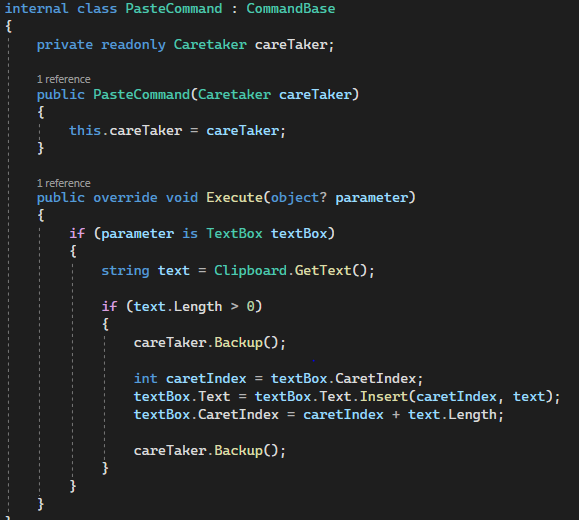 internal class PasteCommand : CommandBase
{
    private readonly Caretaker careTaker;

    1 reference
    public PasteCommand(Caretaker careTaker)
    {
        this.careTaker = careTaker;
    }

    1 reference
    public override void Execute(object? parameter)
    {
        if (parameter is TextBox textBox)
        {
            string text = Clipboard.GetText();

            if (text.Length > 0)
            {
                careTaker.Backup();

                int caretIndex = textBox.CaretIndex;
                textBox.Text = textBox.Text.Insert(caretIndex, text);
                textBox.CaretIndex = caretIndex + text.Length;

                careTaker.Backup();
            }
        }
    }
}